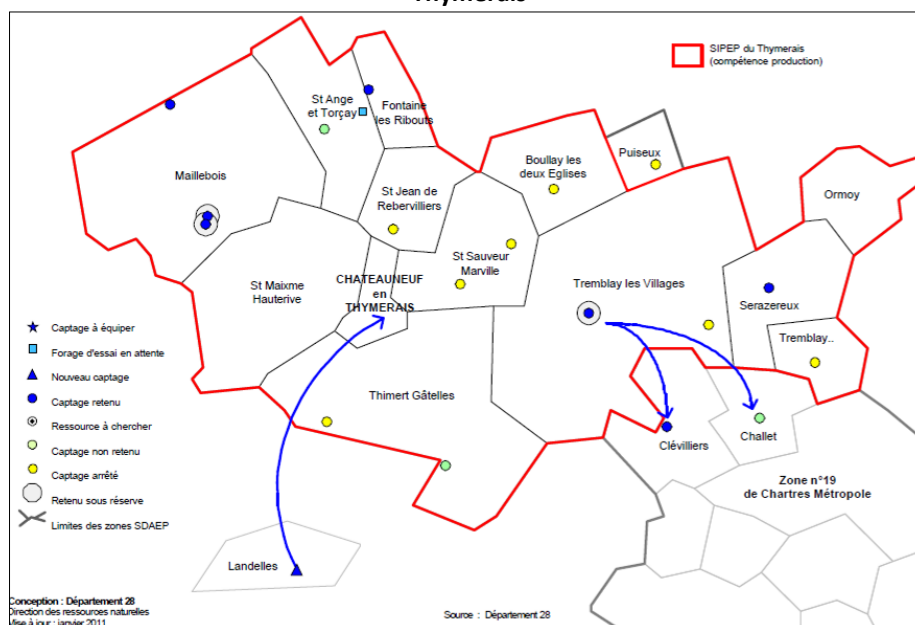 Thymerais
SIPEP du Thymerais
(compétence production)
St Ange
et Torçay
Fontaine
les Ribouts
Maillebois
Boullay les
deux Eglises
Puiseux
Ormoy
St Jean de
Rebervilliers
St Sauveur
Marville
St Maixme
Hauterive
CHATEAUNEUF
en
THYMERAIS
Tremblay les Villages
Serazereux
Tremblay..
Thimert Gâtelles
Clévilliers
Challet
Zone n°19
de Chartres Métropole
Landelles
Captage à équiper
Forage d'essai en attente
Nouveau captage
Captage retenu
Ressource à chercher
Captage non retenu
Captage arrêté
Retenu sous réserve
Limites des zones SDAEP
Conception : Département 28
Direction des ressources naturelles
Mise à jour : janvier 2011
Source : Département 28